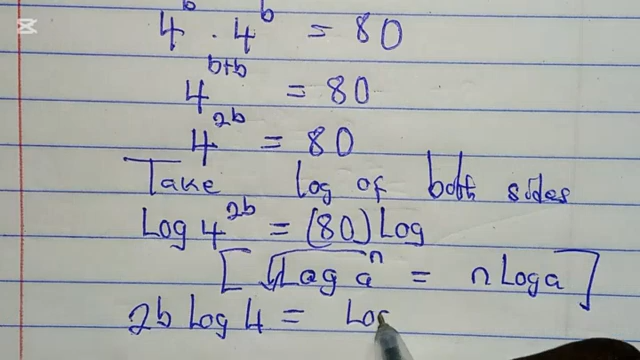 4^b · 4^b = 80
4^b+b = 80
4^2b = 80
Take log of both sides
Log 4^2b = (80) Log
[ Log a^n = n Log a ]
2b Log 4 = Log